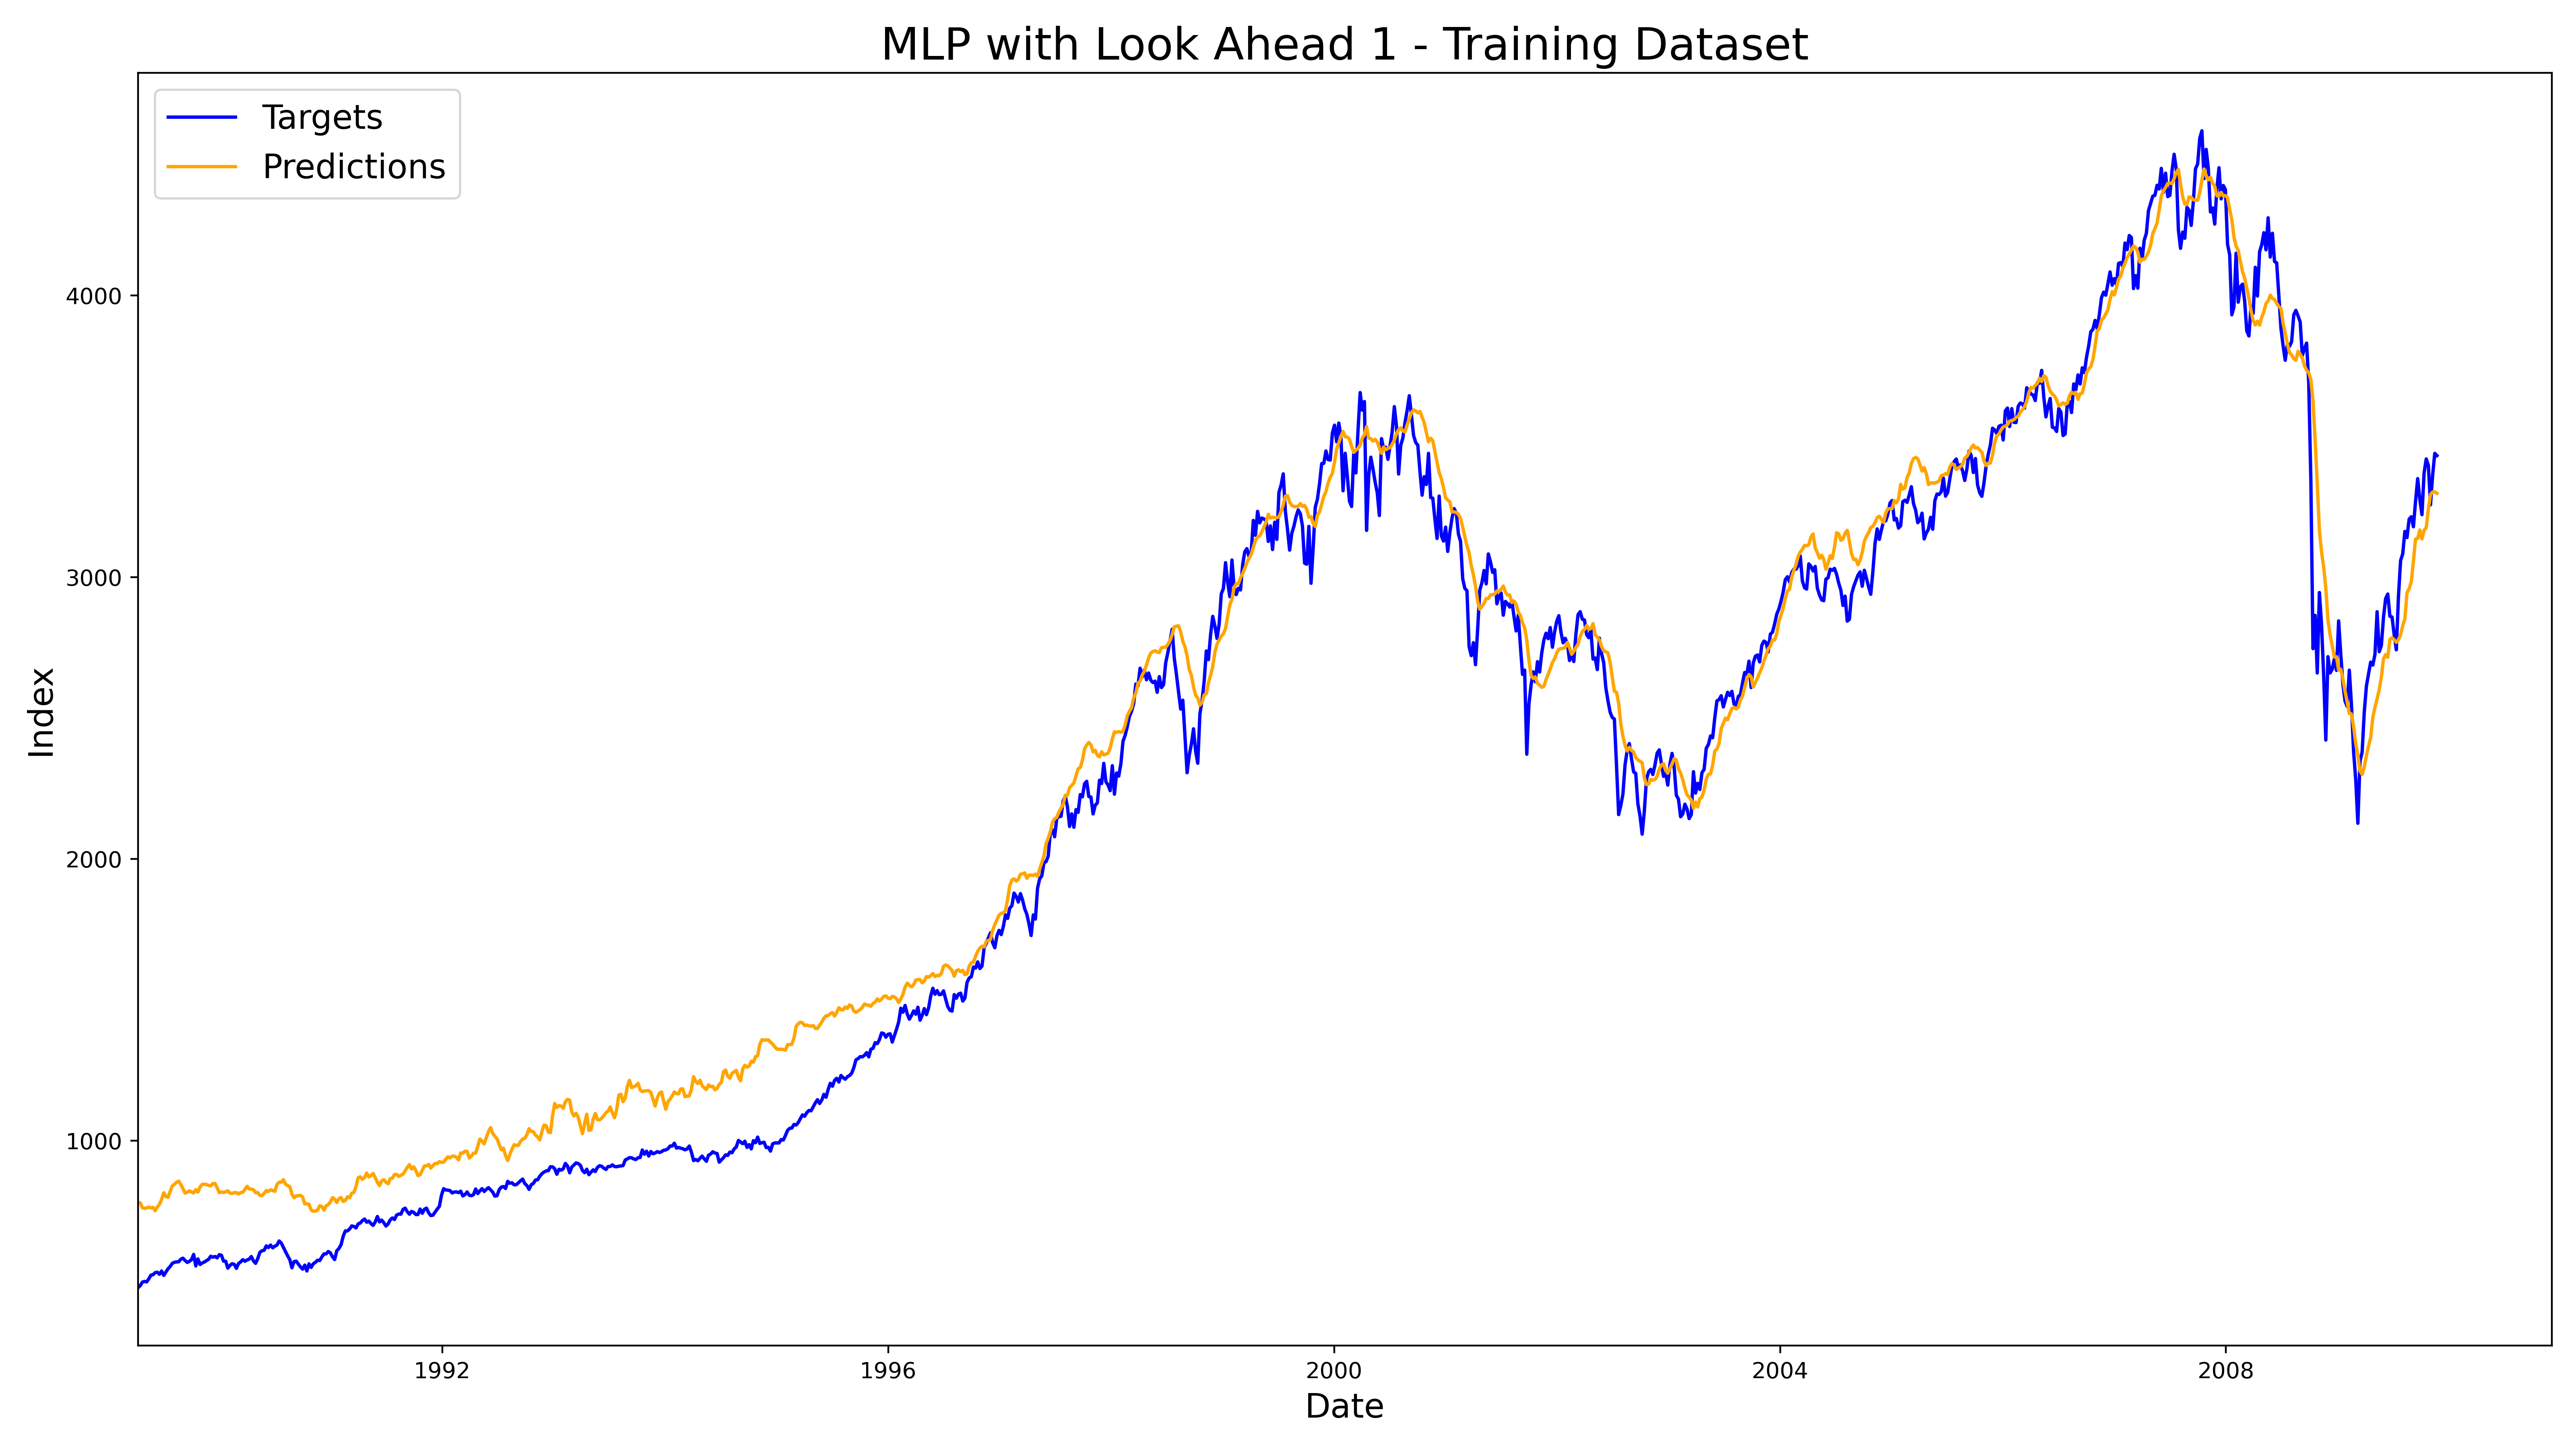 MLP with Look Ahead 1 - Training Dataset
Targets
Predictions
Index
4000
3000
2000
1000
1992
1996
2000
2004
2008
Date